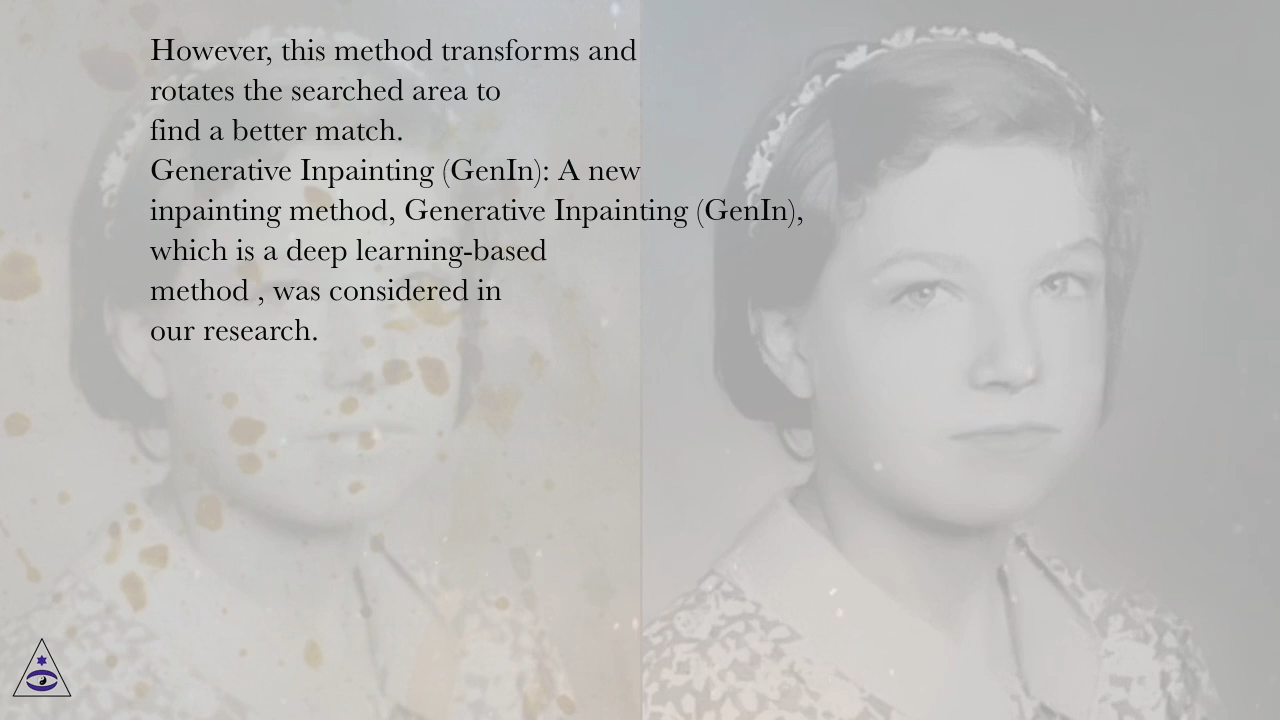 However, this method transforms and
rotates the searched area to
find a better match.
Generative Inpainting (GenIn): A new
inpainting method, Generative Inpainting (GenIn),
which is a deep learning-based
method , was considered in
our research.